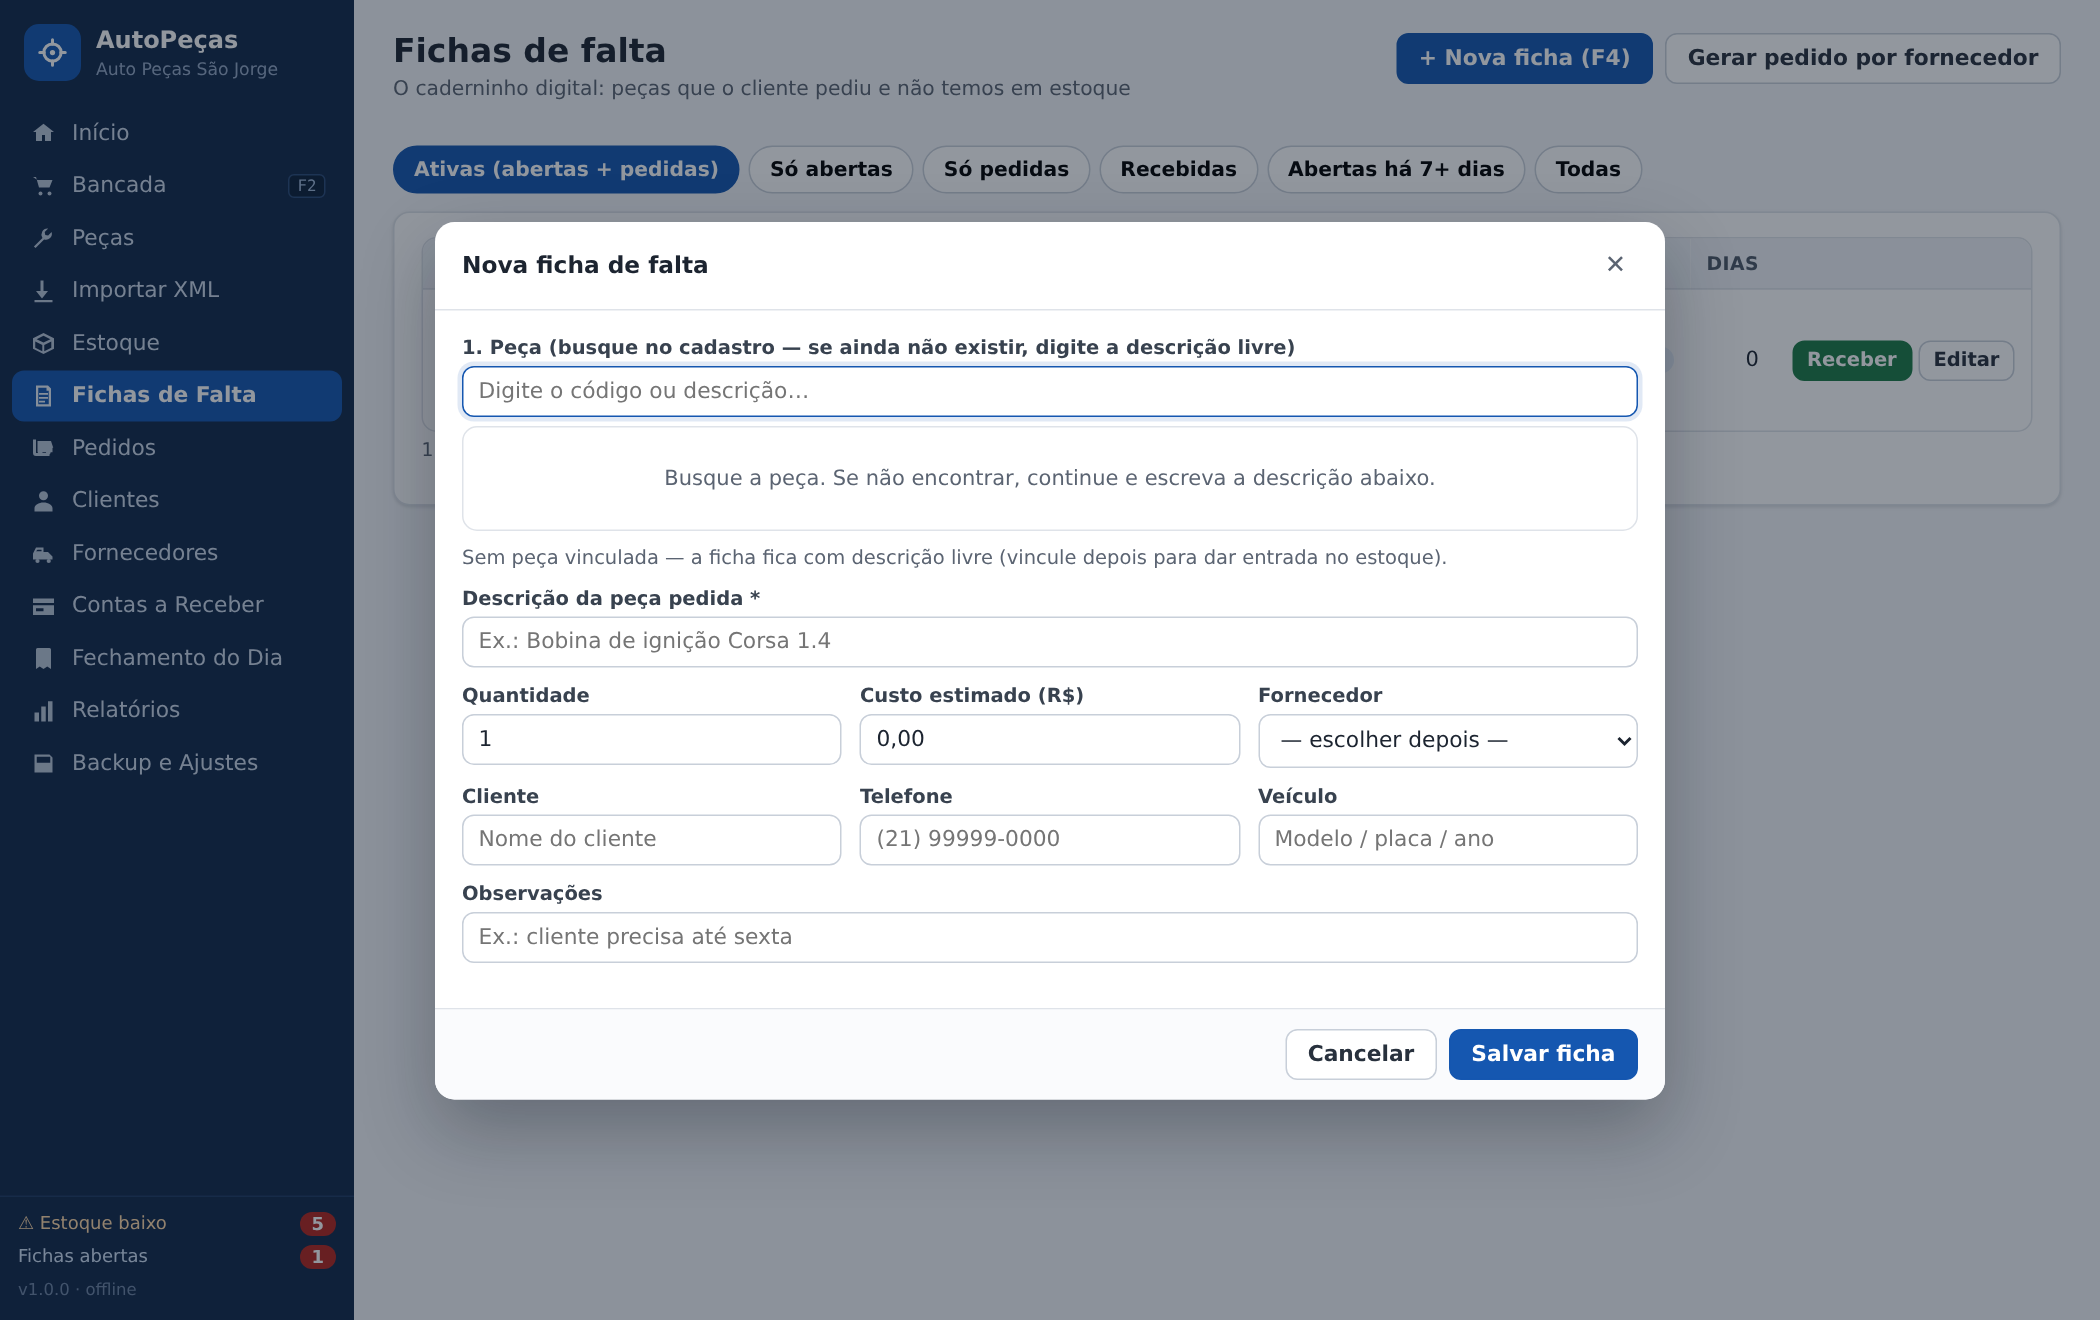 AutoPeças
Auto Peças São Jorge
Início
Bancada F2
Peças
Importar XML
Estoque
Fichas de Falta
Pedidos
Clientes
Fornecedores
Contas a Receber
Fechamento do Dia
Relatórios
Backup e Ajustes
⚠ Estoque baixo 5
Fichas abertas 1
v1.0.0 · offline
Fichas de falta
O caderninho digital: peças que o cliente pediu e não temos em estoque
+ Nova ficha (F4) Gerar pedido por fornecedor
Ativas (abertas + pedidas) Só abertas Só pedidas Recebidas Abertas há 7+ dias Todas
DIAS
0 Receber Editar
1
Nova ficha de falta ✕
1. Peça (busque no cadastro — se ainda não existir, digite a descrição livre)
Digite o código ou descrição...
Busque a peça. Se não encontrar, continue e escreva a descrição abaixo.
Sem peça vinculada — a ficha fica com descrição livre (vincule depois para dar entrada no estoque).
Descrição da peça pedida *
Ex.: Bobina de ignição Corsa 1.4
Quantidade Custo estimado (R$) Fornecedor
1 0,00 — escolher depois —
Cliente Telefone Veículo
Nome do cliente (21) 99999-0000 Modelo / placa / ano
Observações
Ex.: cliente precisa até sexta
Cancelar Salvar ficha